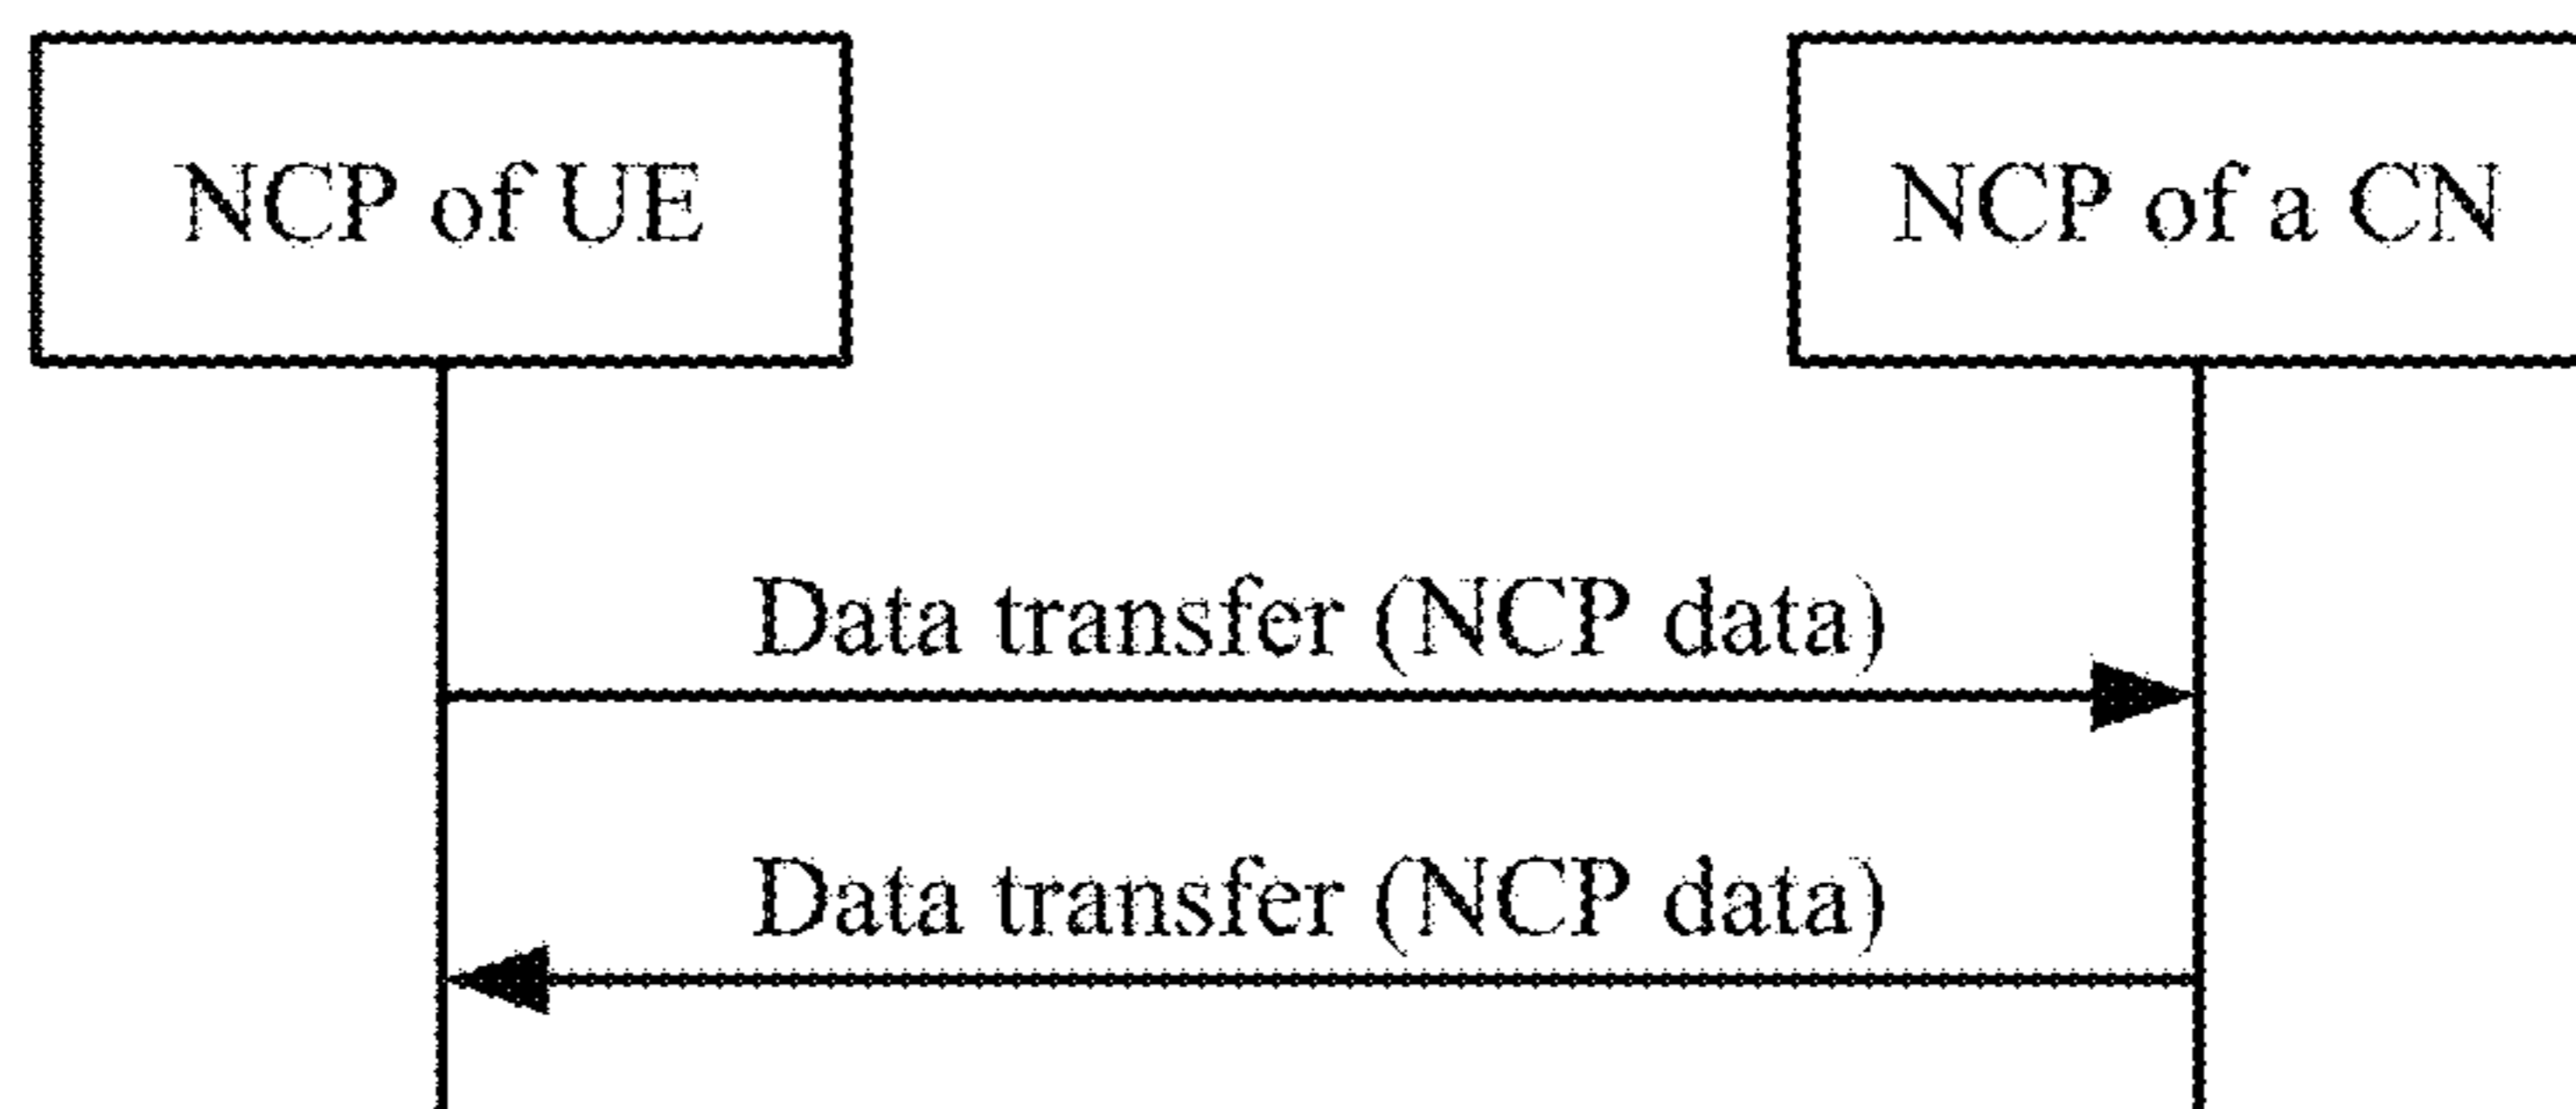 NCP of UE
NCP of a CN
Data transfer (NCP data)
Data transfer (NCP data)